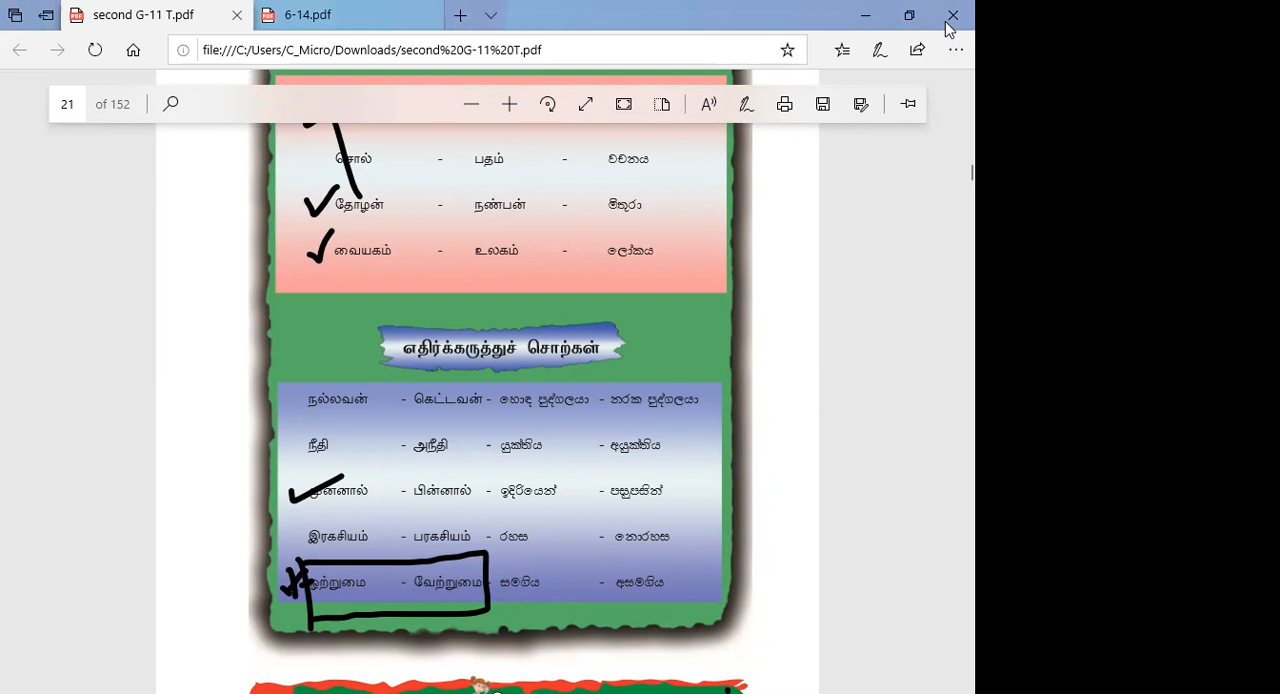 second G-11 T.pdf
6-14.pdf
file:///C:/Users/C_Micro/Downloads/second%20G-11%20T.pdf
21 of 152
சொல் - பதம் - වචනය
தோழன் - நண்பன் - මිතුරා
வையகம் - உலகம் - ලෝකය
எதிர்க்கருத்துச் சொற்கள்
நல்லவன் - கெட்டவன் - හොඳ පුද්ගලයා - නරක පුද්ගලයා
நீதி - அநீதி - යුක්තිය - අයුක්තිය
முன்னால் - பின்னால் - ඉදිරියෙන් - පසුපසින්
இரகசியம் - பரகசியம் - රහස - නොරහස
ஒற்றுமை - வேற்றுமை - සමගිය - අසමගිය